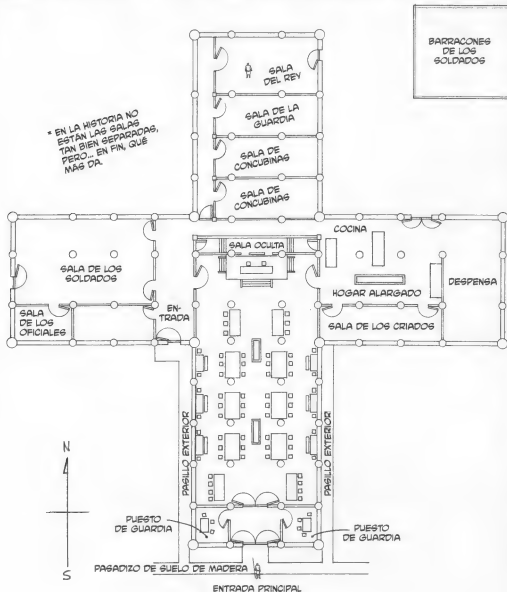 BARRACONES
DE LOS
SOLDADOS
SALA
DEL REY
* EN LA HISTORIA NO
ESTÁN LAS SALAS
TAN BIEN SEPARADAS,
PERO... EN FIN, QUÉ
MÁS DA.
SALA DE LA
GUARDIA
SALA DE
CONCUBINAS
SALA DE
CONCUBINAS
COCINA
SALA OCULTA
SALA DE LOS
SOLDADOS
HOGAR ALARGADO
DESPENSA
SALA
DE LOS
OFICIALES
EN-
TRADA
SALA DE LOS CRIADOS
PASILLO EXTERIOR
PASILLO EXTERIOR
N
S
PUESTO
DE GUARDIA
PUESTO
DE GUARDIA
PASADIZO DE SUELO DE MADERA
ENTRADA PRINCIPAL